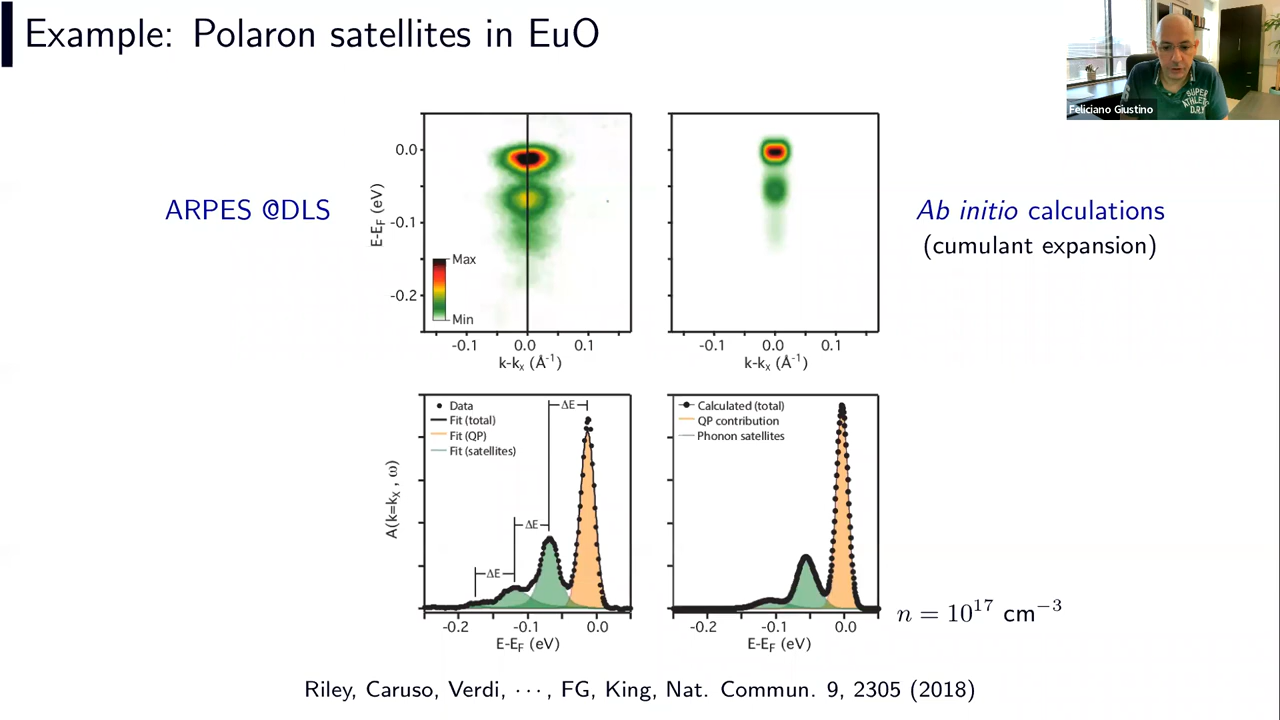 Example: Polaron satellites in EuO
Feliciano Giustino
ARPES @DLS
Ab initio calculations
(cumulant expansion)
E-E_F (eV)
0.0
-0.1
-0.2
Max
Min
-0.1 0.0 0.1
k-k_x (Å⁻¹)
-0.1 0.0 0.1
k-k_x (Å⁻¹)
A(k=k_x , ω)
Data
Fit (total)
Fit (QP)
Fit (satellites)
ΔE
ΔE
ΔE
-0.2 -0.1 0.0
E-E_F (eV)
Calculated (total)
QP contribution
Phonon satellites
-0.2 -0.1 0.0
E-E_F (eV)
n = 10¹⁷ cm⁻³
Riley, Caruso, Verdi, ⋯ , FG, King, Nat. Commun. 9, 2305 (2018)